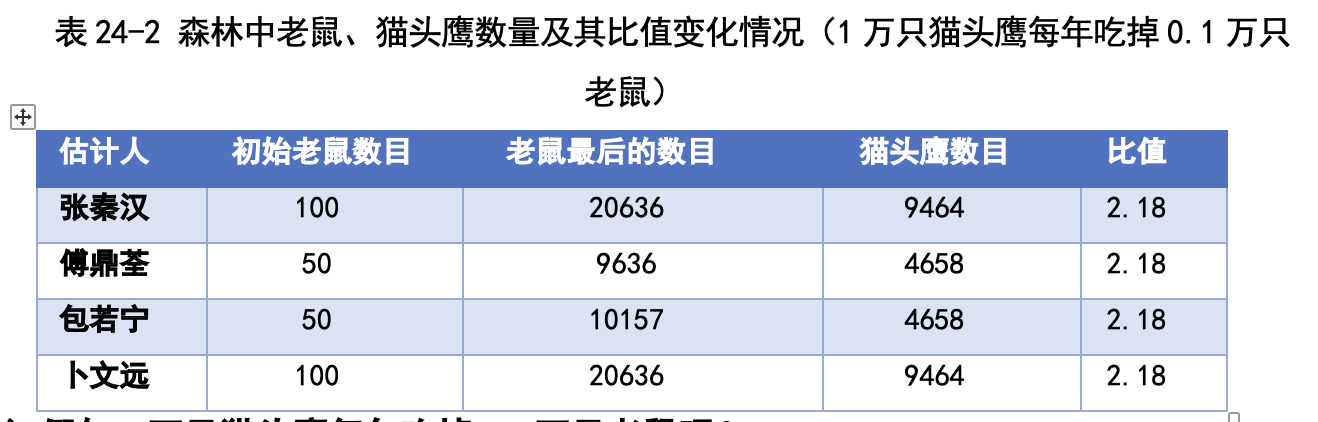 表 24-2 森林中老鼠、猫头鹰数量及其比值变化情况（1 万只猫头鹰每年吃掉 0.1 万只
老鼠）
估计人 初始老鼠数目 老鼠最后的数目 猫头鹰数目 比值
张秦汉 100 20636 9464 2.18
傅鼎荃 50 9636 4658 2.18
包若宁 50 10157 4658 2.18
卜文远 100 20636 9464 2.18